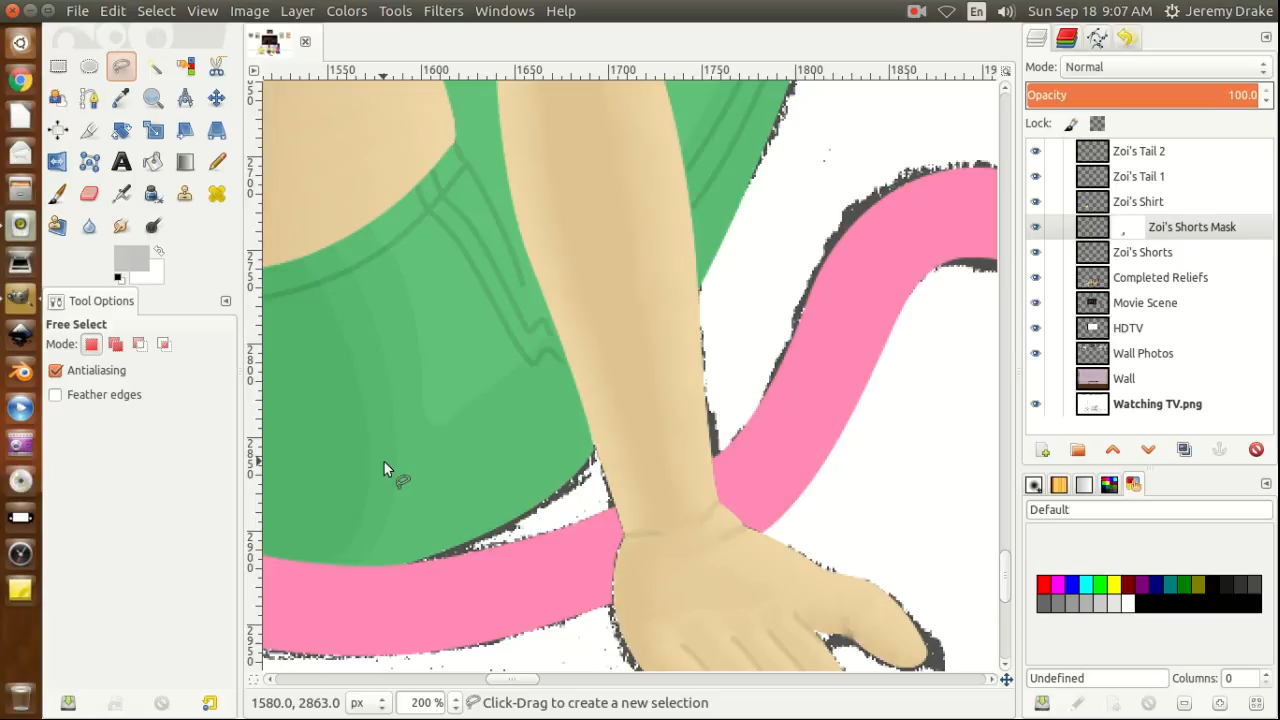 File Edit Select View Image Layer Colors Tools Filters Windows Help
En Sun Sep 18 9:07 AM Jeremy Drake
1550 1600 1650 1700 1750 1800 1850 19
Mode: Normal
Opacity 100.0
Lock:
Zoi's Tail 2
Zoi's Tail 1
Zoi's Shirt
Zoi's Shorts Mask
Zoi's Shorts
Completed Reliefs
Movie Scene
HDTV
Wall Photos
Wall
Watching TV.png
Tool Options
Free Select
Mode:
Antialiasing
Feather edges
Default
Undefined Columns: 0
1580.0, 2863.0 px 200 % Click-Drag to create a new selection